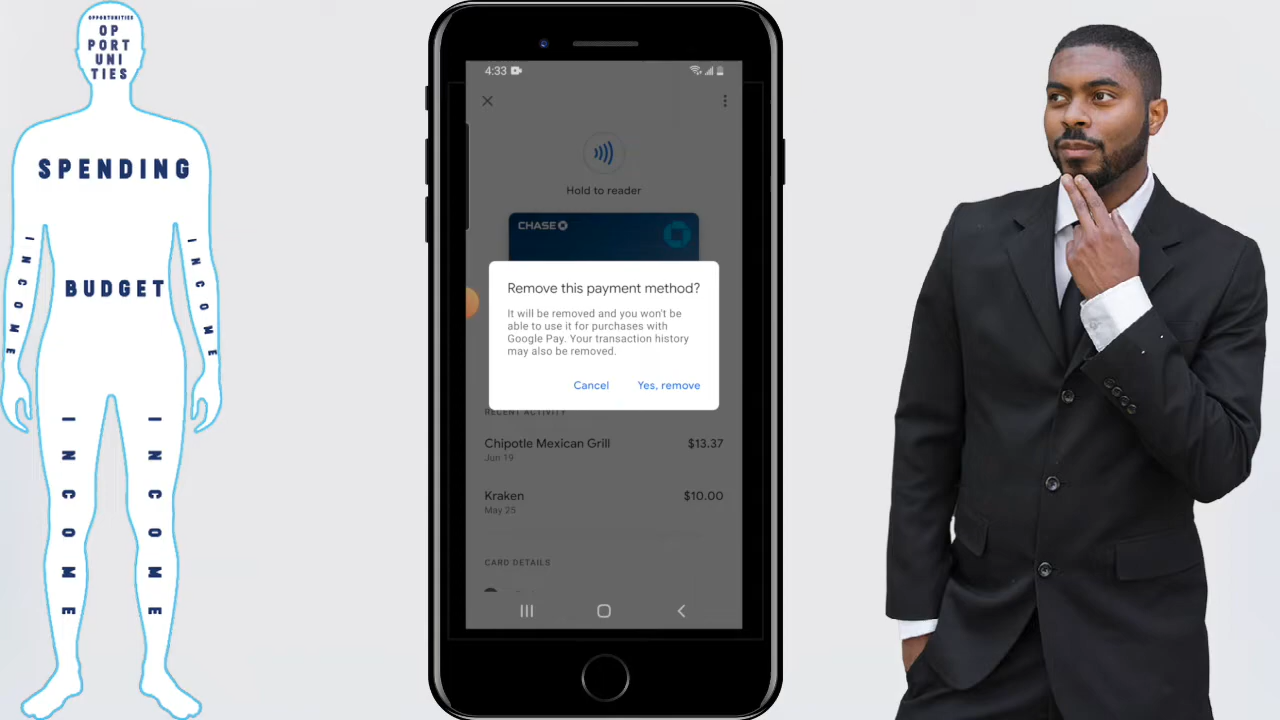 OPPORTUNITIES
OP
PORT
UNI
TIES
SPENDING
BUDGET
INCOME
INCOME
INCOME
INCOME
4:33
Hold to reader
CHASE
Remove this payment method?
It will be removed and you won't be
able to use it for purchases with
Google Pay. Your transaction history
may also be removed.
Cancel Yes, remove
RECENT ACTIVITY
Chipotle Mexican Grill $13.37
Jun 19
Kraken $10.00
May 25
CARD DETAILS